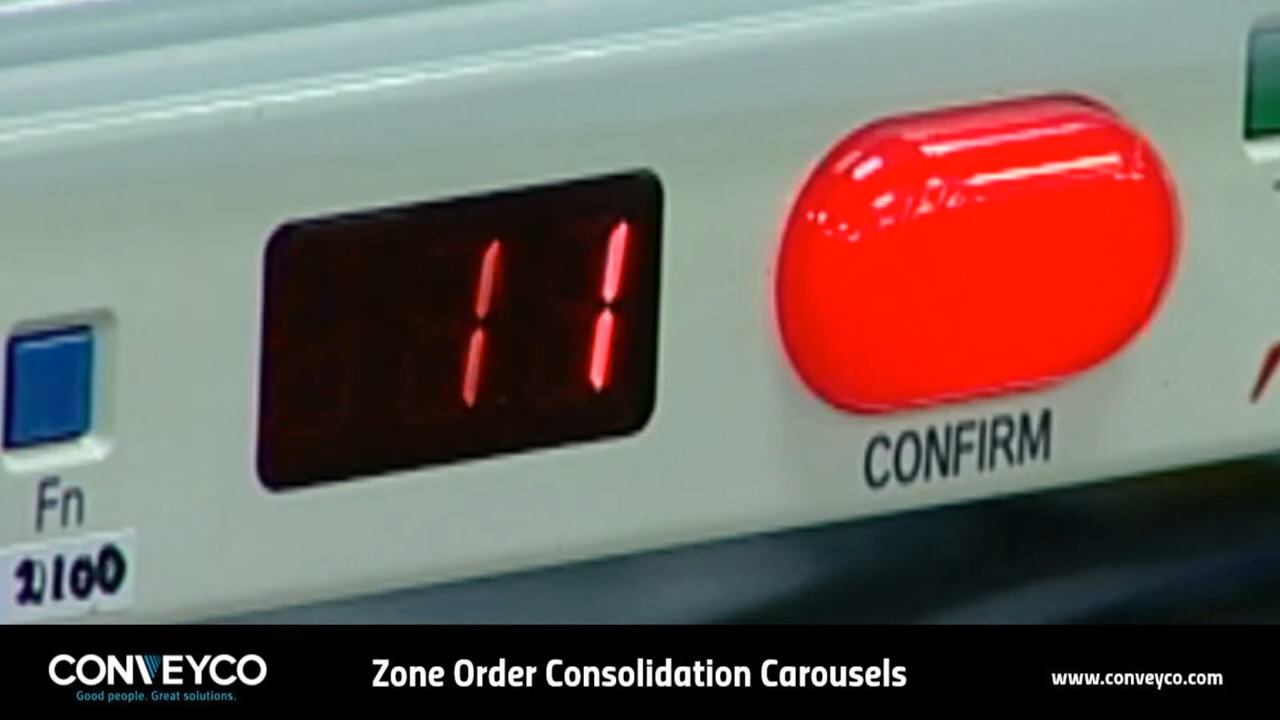 11
CONFIRM
Fn
2100
CONVEYCO
Good people. Great solutions.
Zone Order Consolidation Carousels
www.conveyco.com